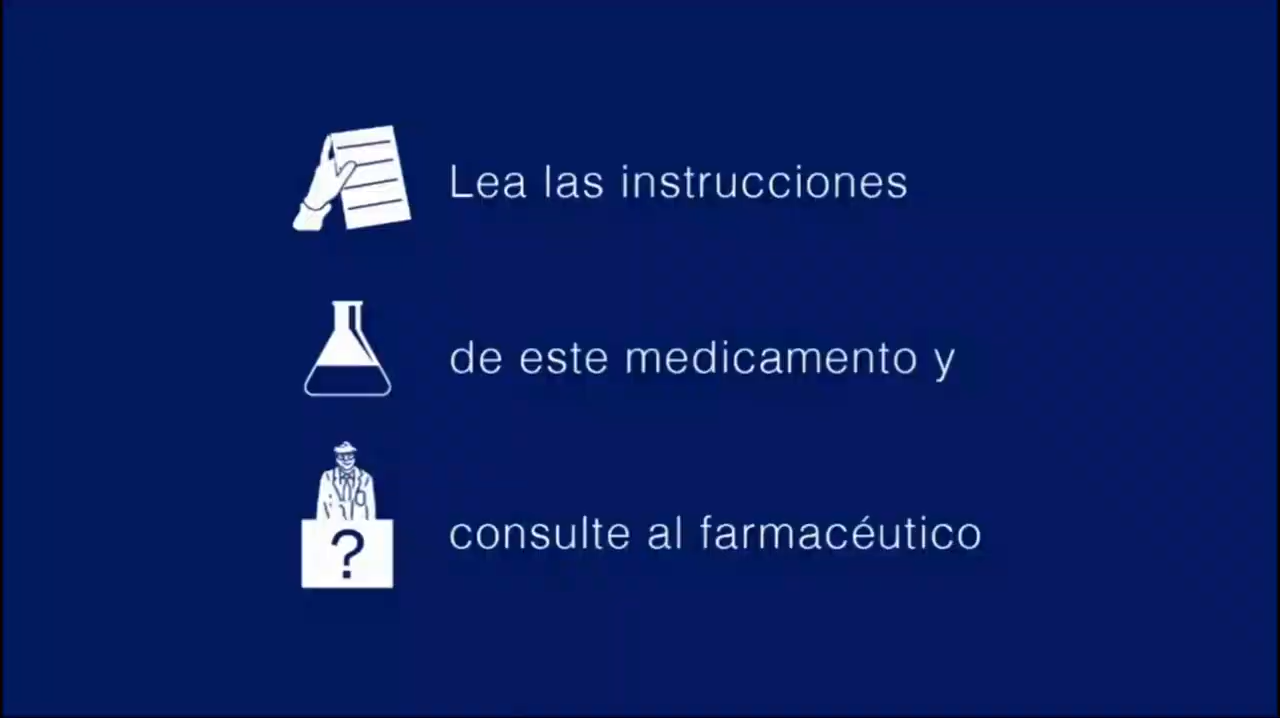 Lea las instrucciones
de este medicamento y
consulte al farmacéutico
?